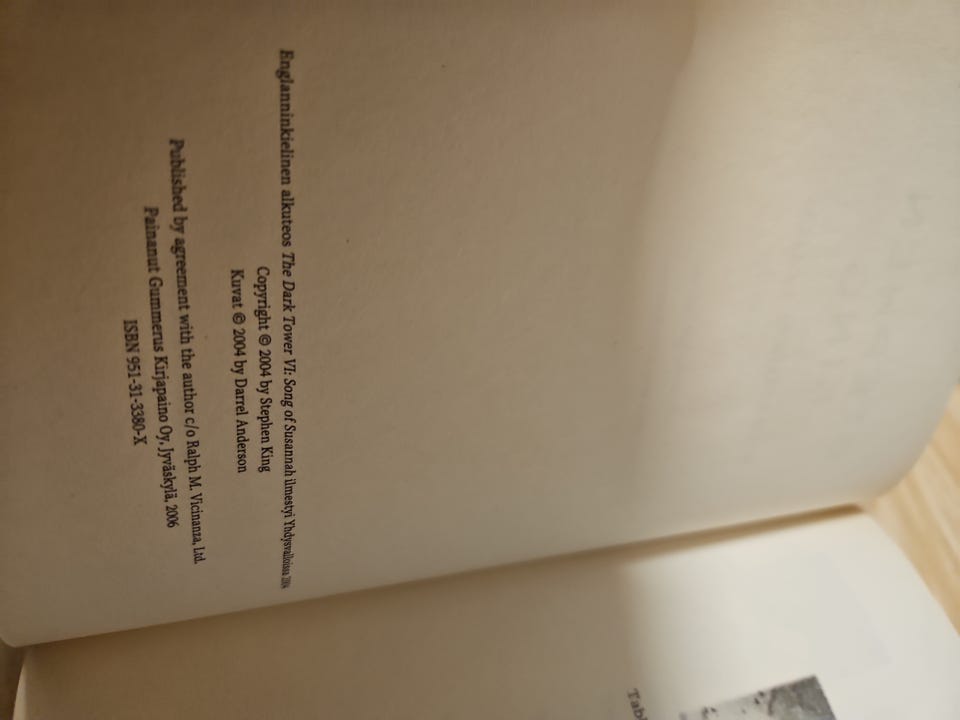 Englanninkielinen alkuteos The Dark Tower VI: Song of Susannah ilmestyi Yhdysvalloissa 2004
Copyright © 2004 by Stephen King
Kuvat © 2004 by Darrel Anderson
Published by agreement with the author c/o Ralph M. Vicinanza, Ltd.
Painanut Gummerus Kirjapaino Oy, Jyväskylä, 2006
ISBN 951-31-3380-X